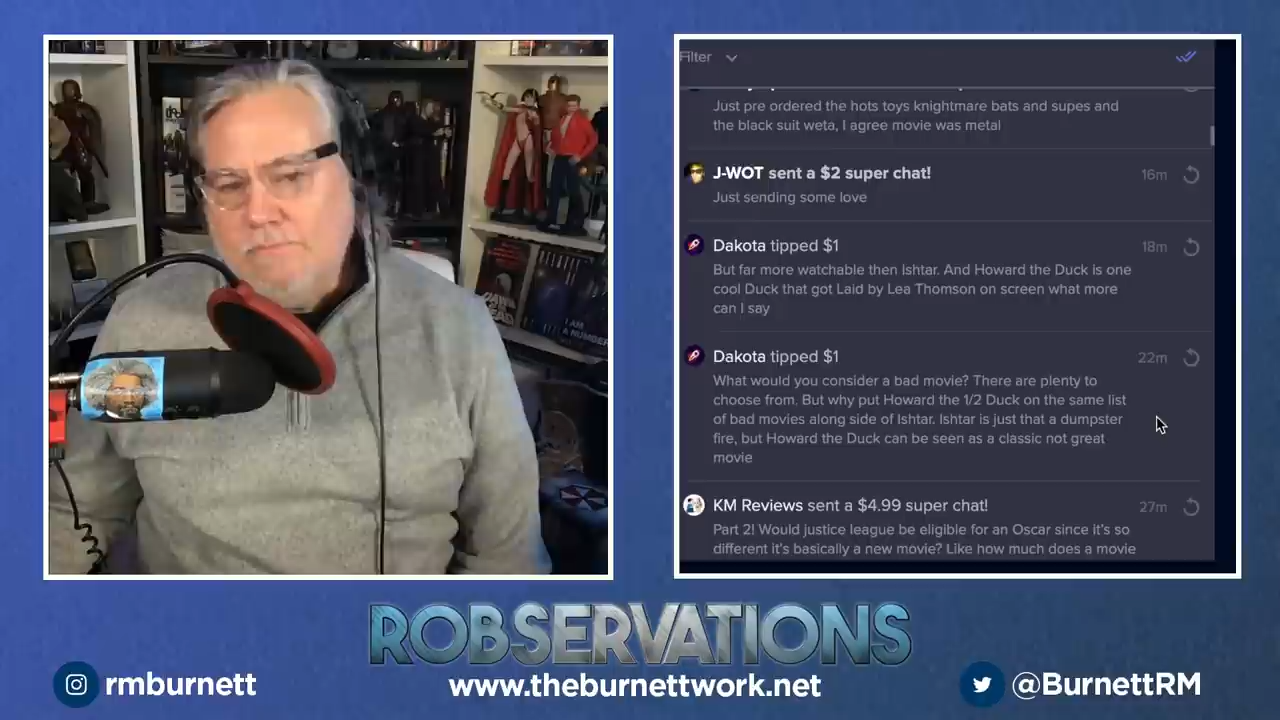 Filter
Just pre ordered the hots toys knightmare bats and supes and
the black suit weta, I agree movie was metal
J-WOT sent a $2 super chat!
16m
Just sending some love
Dakota tipped $1
18m
But far more watchable then Ishtar. And Howard the Duck is one
cool Duck that got Laid by Lea Thomson on screen what more
can I say
Dakota tipped $1
22m
What would you consider a bad movie? There are plenty to
choose from. But why put Howard the 1/2 Duck on the same list
of bad movies along side of Ishtar. Ishtar is just that a dumpster
fire, but Howard the Duck can be seen as a classic not great
movie
KM Reviews sent a $4.99 super chat!
27m
Part 2! Would justice league be eligible for an Oscar since it's so
different it's basically a new movie? Like how much does a movie
DAWN
DEAD
I AM
A NUMBER
ROBSERVATIONS
rmburnett
www.theburnettwork.net
@BurnettRM